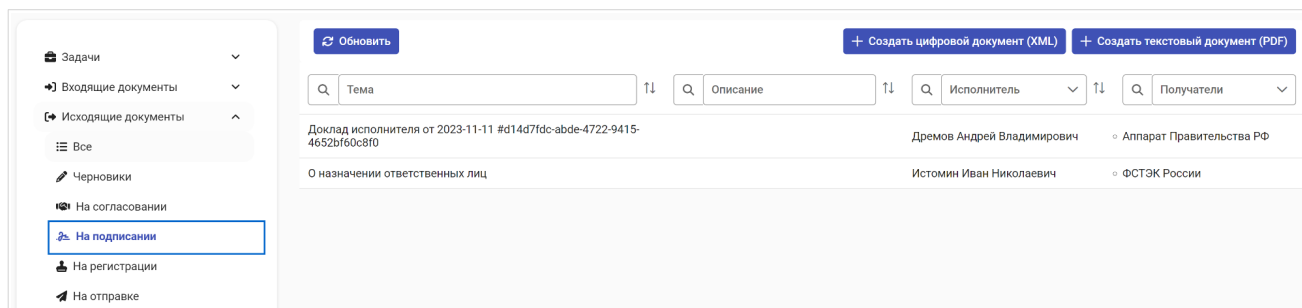 Задачи
Входящие документы
Исходящие документы
Все
Черновики
На согласовании
На подписании
На регистрации
На отправке
Обновить
+ Создать цифровой документ (XML)
+ Создать текстовый документ (PDF)
Тема
Описание
Исполнитель
Получатели
Доклад исполнителя от 2023-11-11 #d14d7fdc-abde-4722-9415-
4652bf60c8f0
Дремов Андрей Владимирович
Аппарат Правительства РФ
О назначении ответственных лиц
Истомин Иван Николаевич
ФСТЭК России